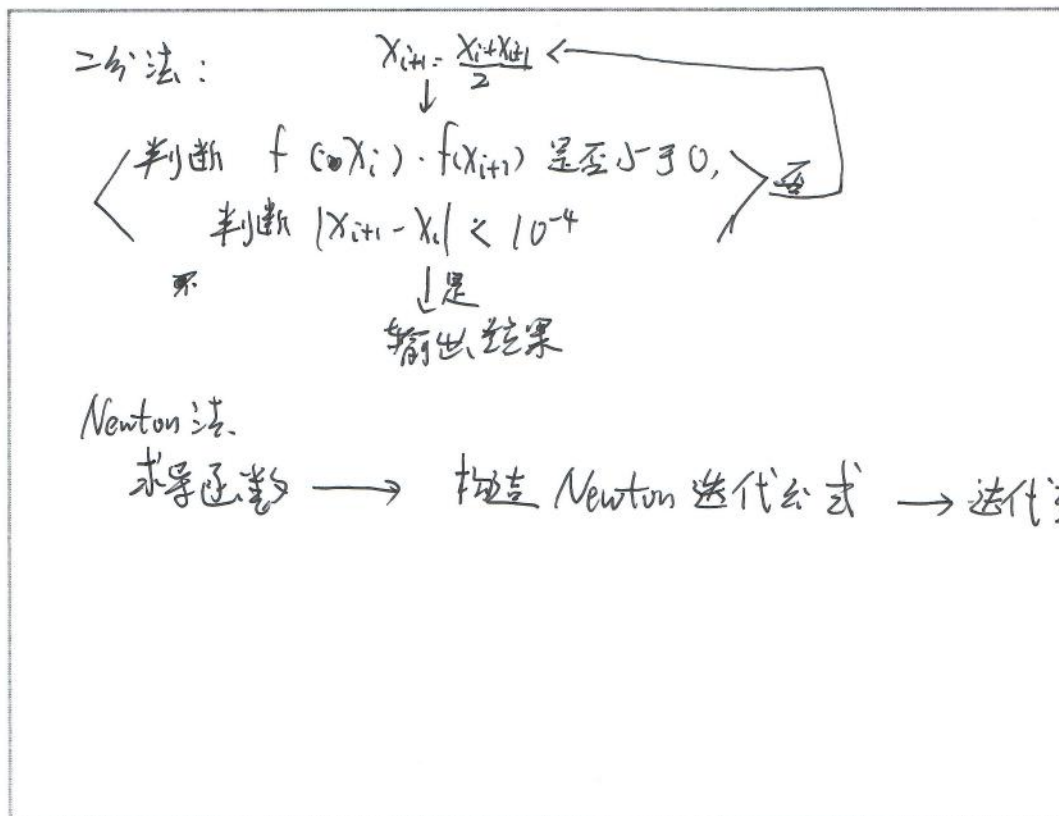 二分法: x_{i+1} = \frac{x_i + x_{i+1}}{2}
判断 f(x_i)·f(x_{i+1}) 是否小于0, 否
判断 |x_{i+1} - x_i| < 10^{-4}
是
输出结果
Newton法.
求导函数 → 构造 Newton 迭代公式 → 迭代